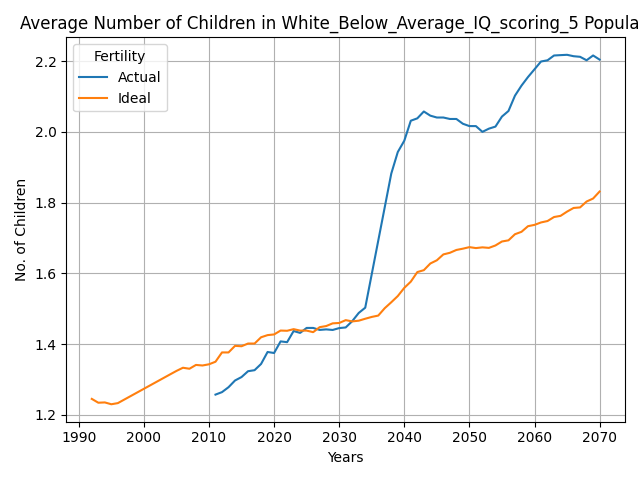 Average Number of Children in White_Below_Average_IQ_scoring_5 Popula
Fertility
Actual
Ideal
No. of Children
2.2
2.0
1.8
1.6
1.4
1.2
1990 2000 2010 2020 2030 2040 2050 2060 2070
Years